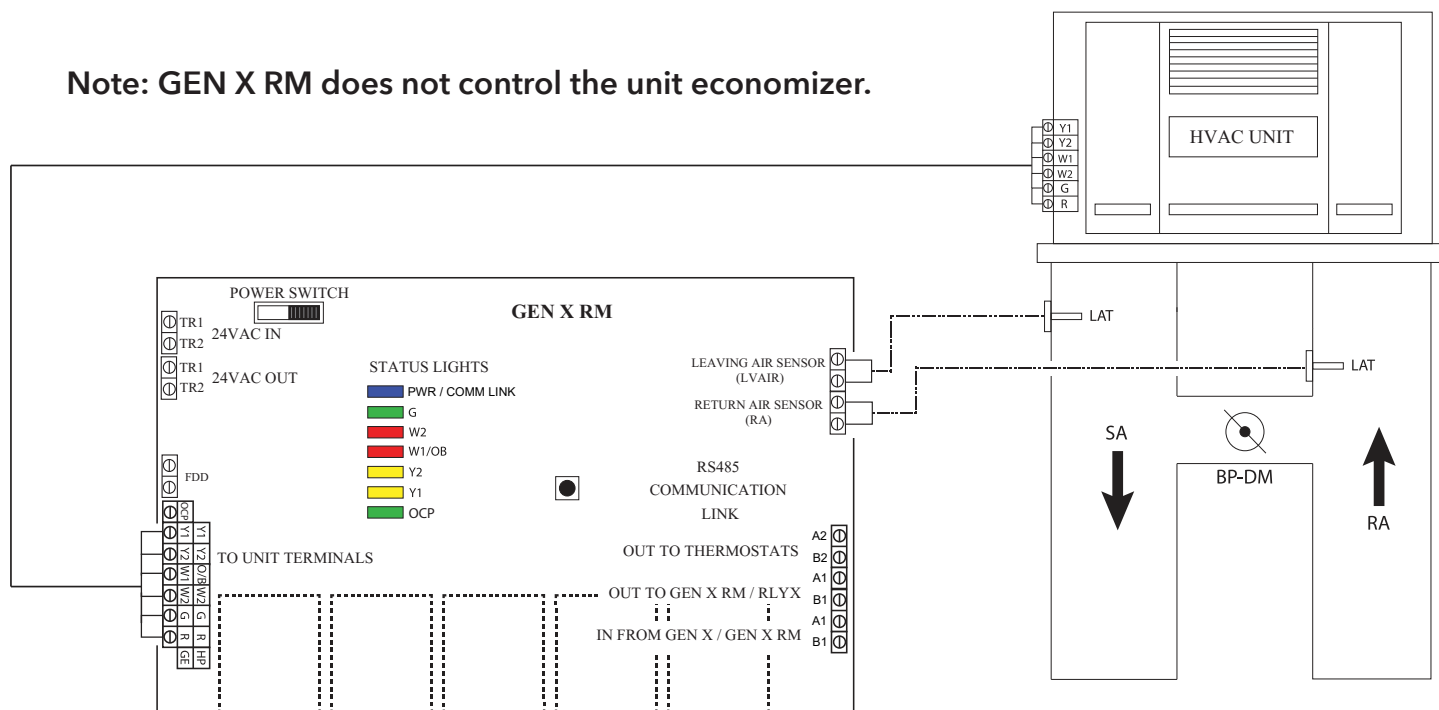 Note: GEN X RM does not control the unit economizer.
HVAC UNIT
Y1
Y2
W1
W2
G
R
POWER SWITCH
GEN X RM
TR1
TR2
24VAC IN
TR1
TR2
24VAC OUT
STATUS LIGHTS
PWR / COMM LINK
G
W2
W1/OB
Y2
Y1
OCP
LEAVING AIR SENSOR
(LVAIR)
RETURN AIR SENSOR
(RA)
LAT
LAT
SA
BP-DM
RA
FDD
OCP
Y1 Y1
Y2 Y2
W1 O/B
W2 W2
G G
R R
GE HP
TO UNIT TERMINALS
RS485
COMMUNICATION
LINK
OUT TO THERMOSTATS
A2
B2
OUT TO GEN X RM / RLYX
A1
B1
IN FROM GEN X / GEN X RM
A1
B1